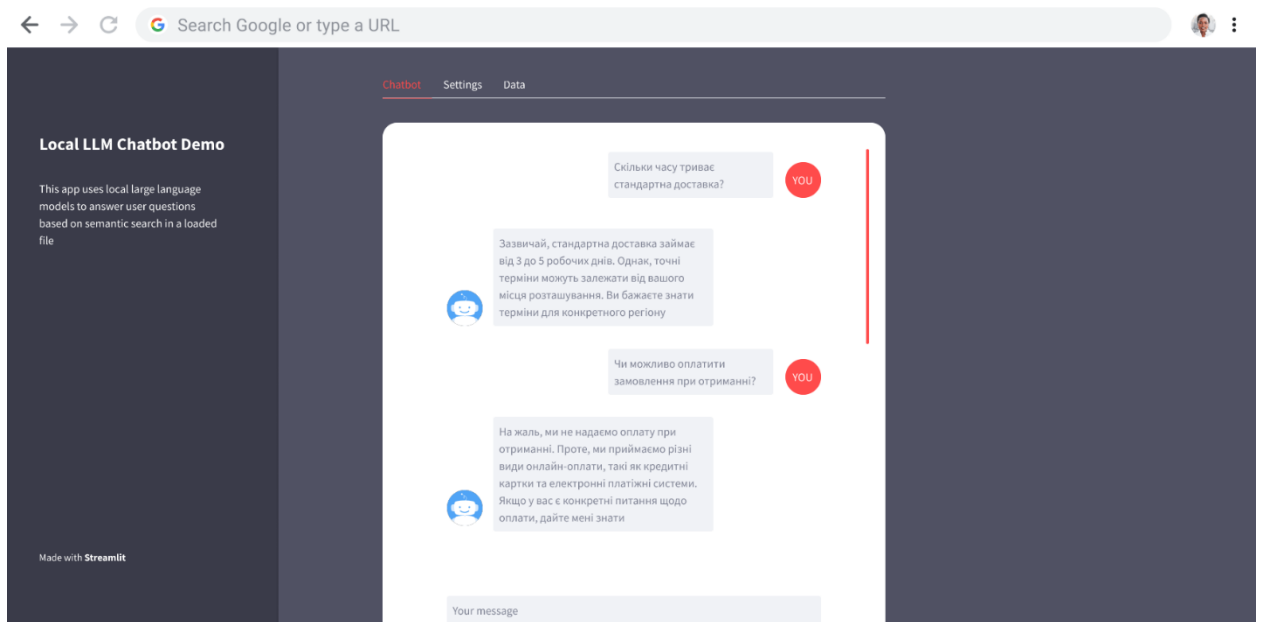 Search Google or type a URL
Chatbot Settings Data
Local LLM Chatbot Demo
This app uses local large language
models to answer user questions
based on semantic search in a loaded
file
Скільки часу триває
стандартна доставка?
YOU
Зазвичай, стандартна доставка займає
від 3 до 5 робочих днів. Однак, точні
терміни можуть залежати від вашого
місця розташування. Ви бажаєте знати
терміни для конкретного регіону
Чи можливо оплатити
замовлення при отриманні?
YOU
На жаль, ми не надаємо оплату при
отриманні. Проте, ми приймаємо різні
види онлайн-оплати, такі як кредитні
картки та електронні платіжні системи.
Якщо у вас є конкретні питання щодо
оплати, дайте мені знати
Made with Streamlit
Your message